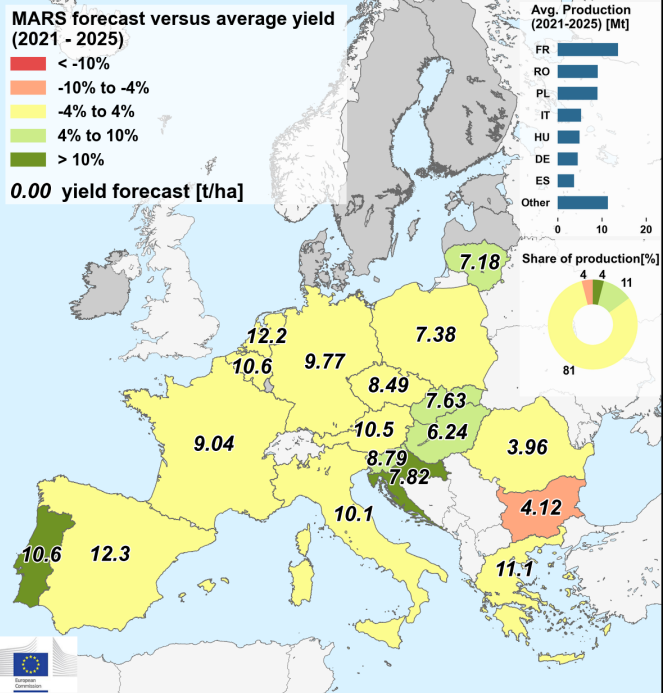 MARS forecast versus average yield
(2021 - 2025)
< -10%
-10% to -4%
-4% to 4%
4% to 10%
> 10%
0.00 yield forecast [t/ha]
Avg. Production
(2021-2025) [Mt]
FR
RO
PL
IT
HU
DE
ES
Other
0 10 20
Share of production[%]
4 4
11
81
7.18
12.2
7.38
10.6
9.77
8.49
7.63
10.5
6.24
9.04
3.96
8.79
7.82
4.12
10.1
10.6
12.3
11.1
European
Commission